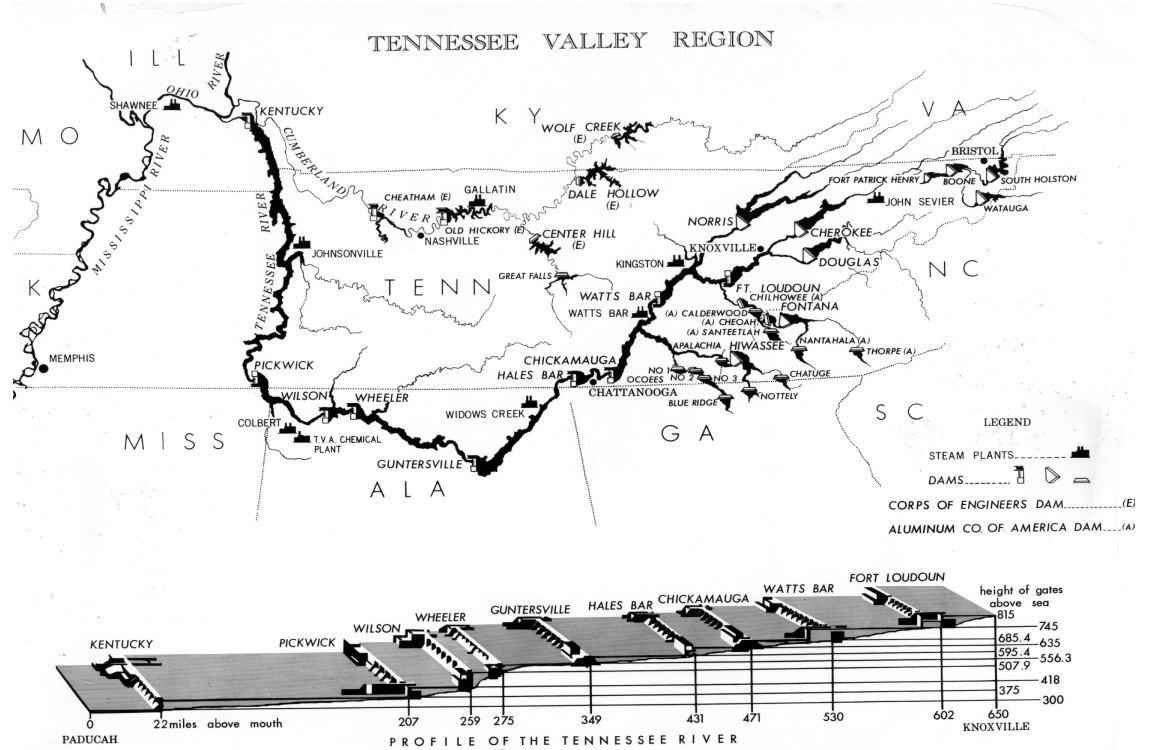 TENNESSEE VALLEY REGION
ILL
MO
K
KY
VA
TENN
NC
MISS
ALA
GA
SC
OHIO
RIVER
SHAWNEE
KENTUCKY
MISSISSIPPI RIVER
CUMBERLAND
RIVER
WOLF CREEK
(E)
DALE HOLLOW
(E)
CHEATHAM (E)
GALLATIN
OLD HICKORY (E)
NASHVILLE
CENTER HILL
(E)
GREAT FALLS
BRISTOL
FORT PATRICK HENRY
BOONE
SOUTH HOLSTON
JOHN SEVIER
WATAUGA
NORRIS
CHEROKEE
KNOXVILLE
DOUGLAS
KINGSTON
FT. LOUDOUN
TENNESSEE
RIVER
JOHNSONVILLE
WATTS BAR
WATTS BAR
CHILHOWEE (A)
(A) CALDERWOOD
FONTANA
(A) CHEOAH
(A) SANTEETLAH
NANTAHALA (A)
THORPE (A)
APALACHIA
HIWASSEE
MEMPHIS
PICKWICK
CHICKAMAUGA
HALES BAR
NO 1
OCOEES
NO 2
NO 3
CHATUGE
CHATTANOOGA
NOTTELY
BLUE RIDGE
WILSON
WHEELER
WIDOWS CREEK
COLBERT
T.V.A. CHEMICAL
PLANT
GUNTERSVILLE
LEGEND
STEAM PLANTS
DAMS
CORPS OF ENGINEERS DAM (E)
ALUMINUM CO. OF AMERICA DAM (A)
KENTUCKY
PICKWICK
WILSON
WHEELER
GUNTERSVILLE
HALES BAR
CHICKAMAUGA
WATTS BAR
FORT LOUDOUN
height of gates
above sea
815
745
685.4
635
595.4
556.3
507.9
418
375
300
0
22 miles above mouth
207
259
275
349
431
471
530
602
650
PADUCAH
KNOXVILLE
PROFILE OF THE TENNESSEE RIVER